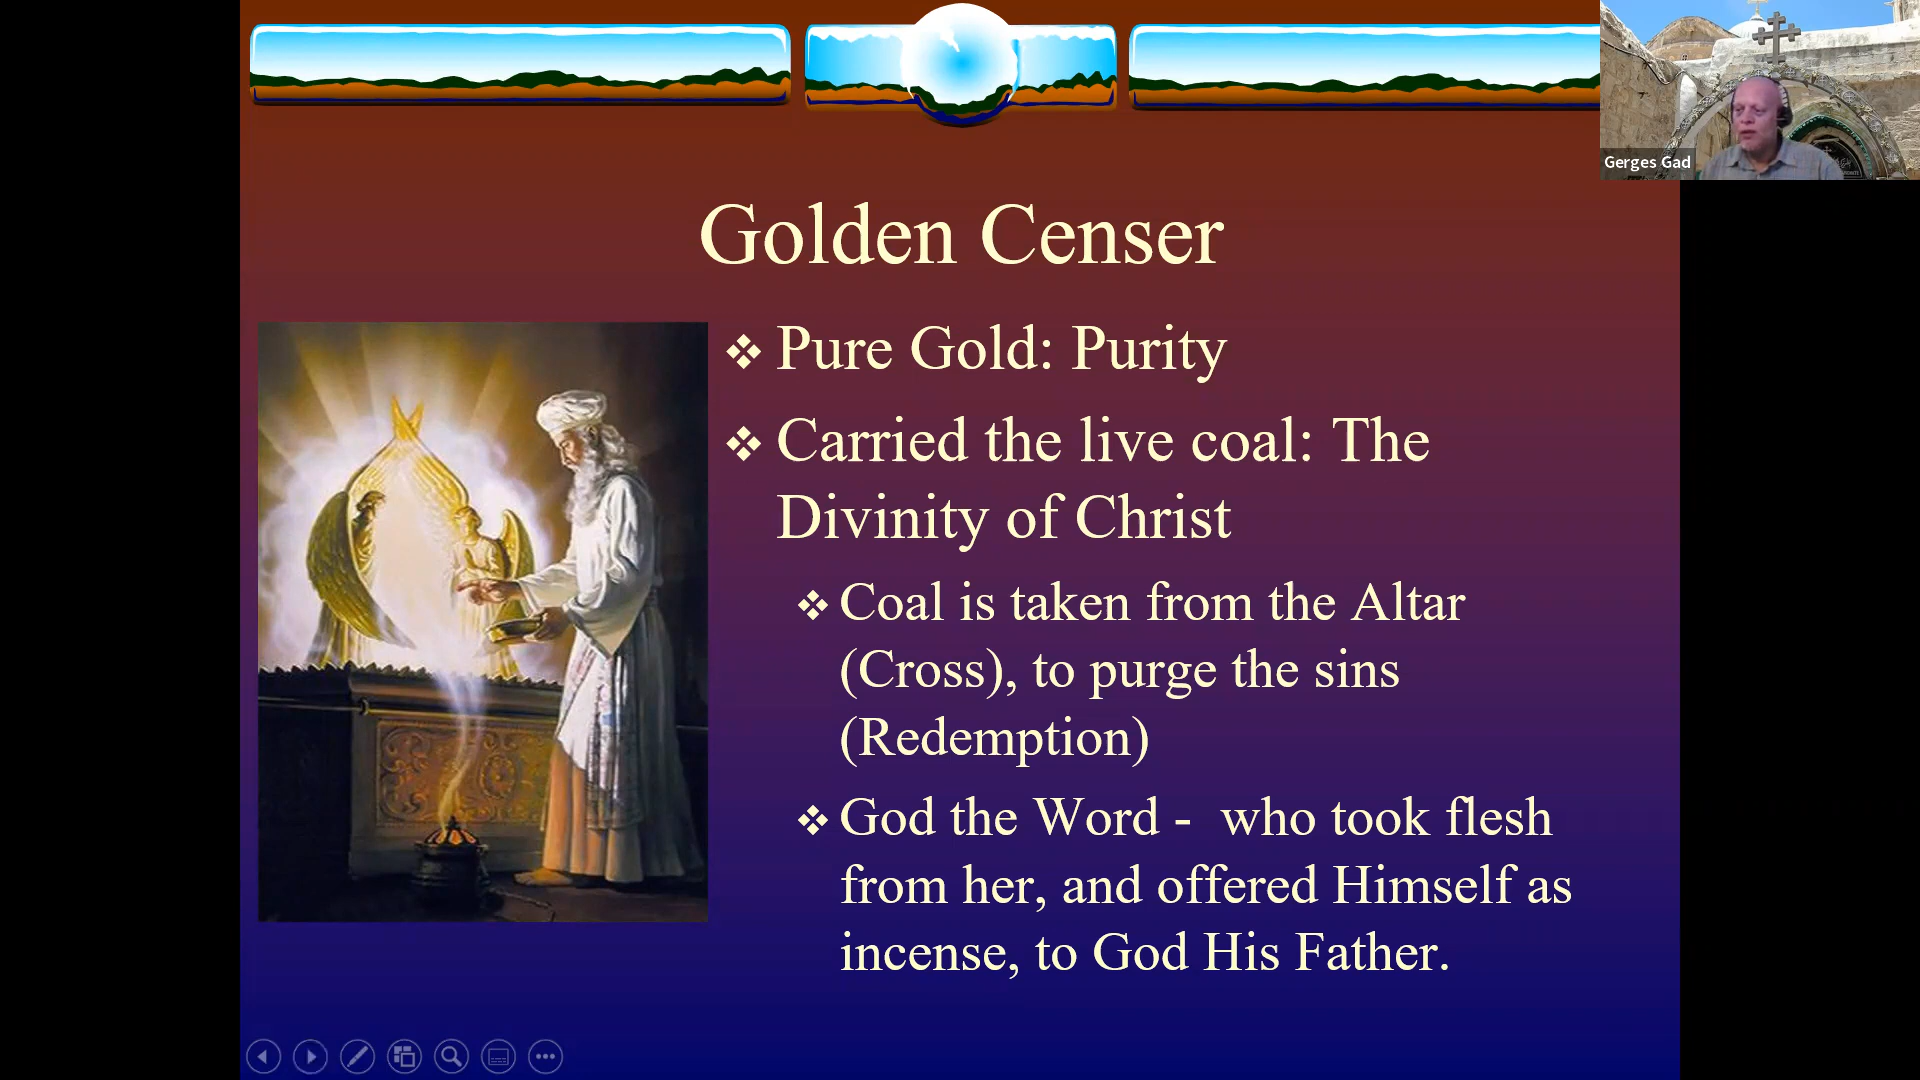 Gerges Gad
Golden Censer
❖ Pure Gold: Purity
❖ Carried the live coal: The
Divinity of Christ
❖ Coal is taken from the Altar
(Cross), to purge the sins
(Redemption)
❖ God the Word -  who took flesh
from her, and offered Himself as
incense, to God His Father.